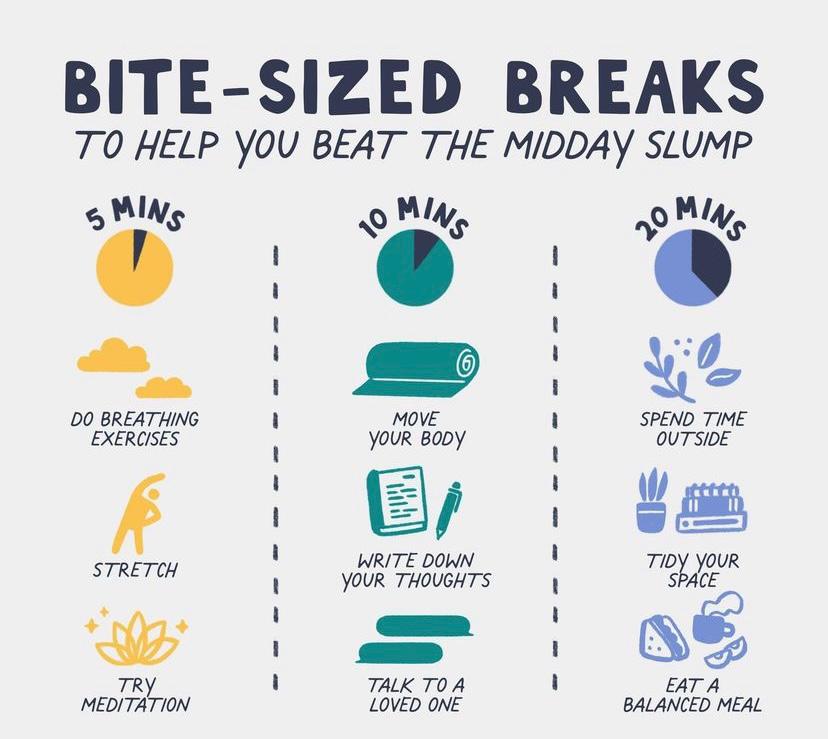 BITE-SIZED BREAKS
TO HELP YOU BEAT THE MIDDAY SLUMP
5 MINS
DO BREATHING
EXERCISES
STRETCH
TRY
MEDITATION
10 MINS
MOVE
YOUR BODY
WRITE DOWN
YOUR THOUGHTS
TALK TO A
LOVED ONE
20 MINS
SPEND TIME
OUTSIDE
TIDY YOUR
SPACE
EAT A
BALANCED MEAL